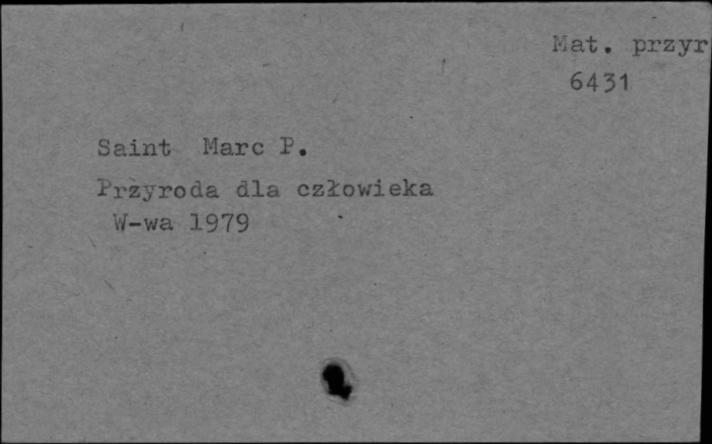 Mat. przyr
6431
Saint Marc P.
Przyroda dla człowieka
W-wa 1979